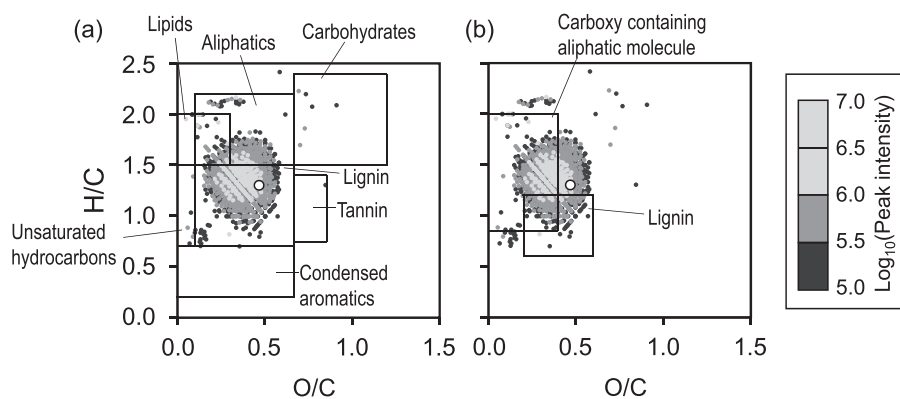 (a)
Lipids
Aliphatics
Carbohydrates
(b)
Carboxy containing
aliphatic molecule
2.5
2.0
1.5
1.0
0.5
0.0
H/C
Lignin
Tannin
Unsaturated
hydrocarbons
Condensed
aromatics
Lignin
0.0
0.5
1.0
1.5
O/C
0.0
0.5
1.0
1.5
O/C
7.0
6.5
6.0
5.5
5.0
Log10(Peak intensity)